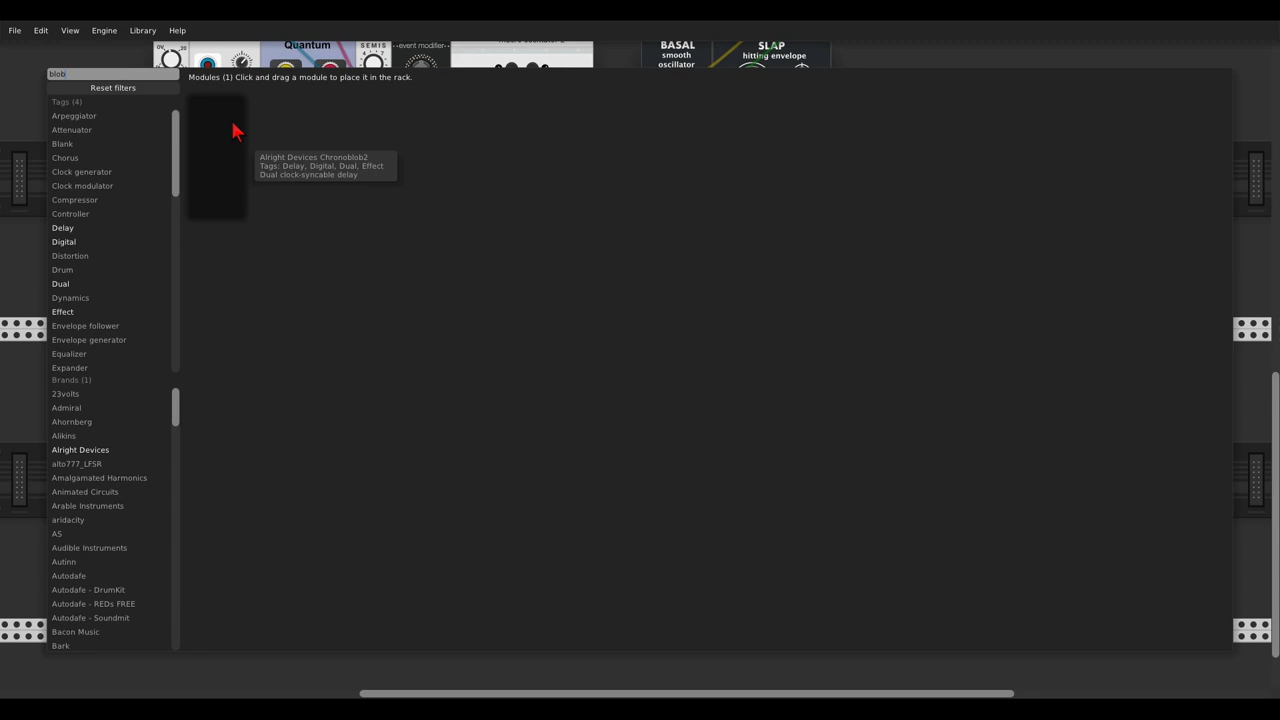 File Edit View Engine Library Help
0V
20
Quantum
SEMIS
event modifier
BASAL
smooth
oscillator
SLAP
hitting envelope
blob
Modules (1) Click and drag a module to place it in the rack.
Reset filters
Tags (4)
Arpeggiator
Attenuator
Blank
Chorus
Clock generator
Clock modulator
Compressor
Controller
Delay
Digital
Distortion
Drum
Dual
Dynamics
Effect
Envelope follower
Envelope generator
Equalizer
Expander
Alright Devices Chronoblob2
Tags: Delay, Digital, Dual, Effect
Dual clock-syncable delay
Brands (1)
23volts
Admiral
Ahornberg
Alikins
Alright Devices
alto777_LFSR
Amalgamated Harmonics
Animated Circuits
Arable Instruments
aridacity
AS
Audible Instruments
Autinn
Autodafe
Autodafe - DrumKit
Autodafe - REDs FREE
Autodafe - Soundmit
Bacon Music
Bark